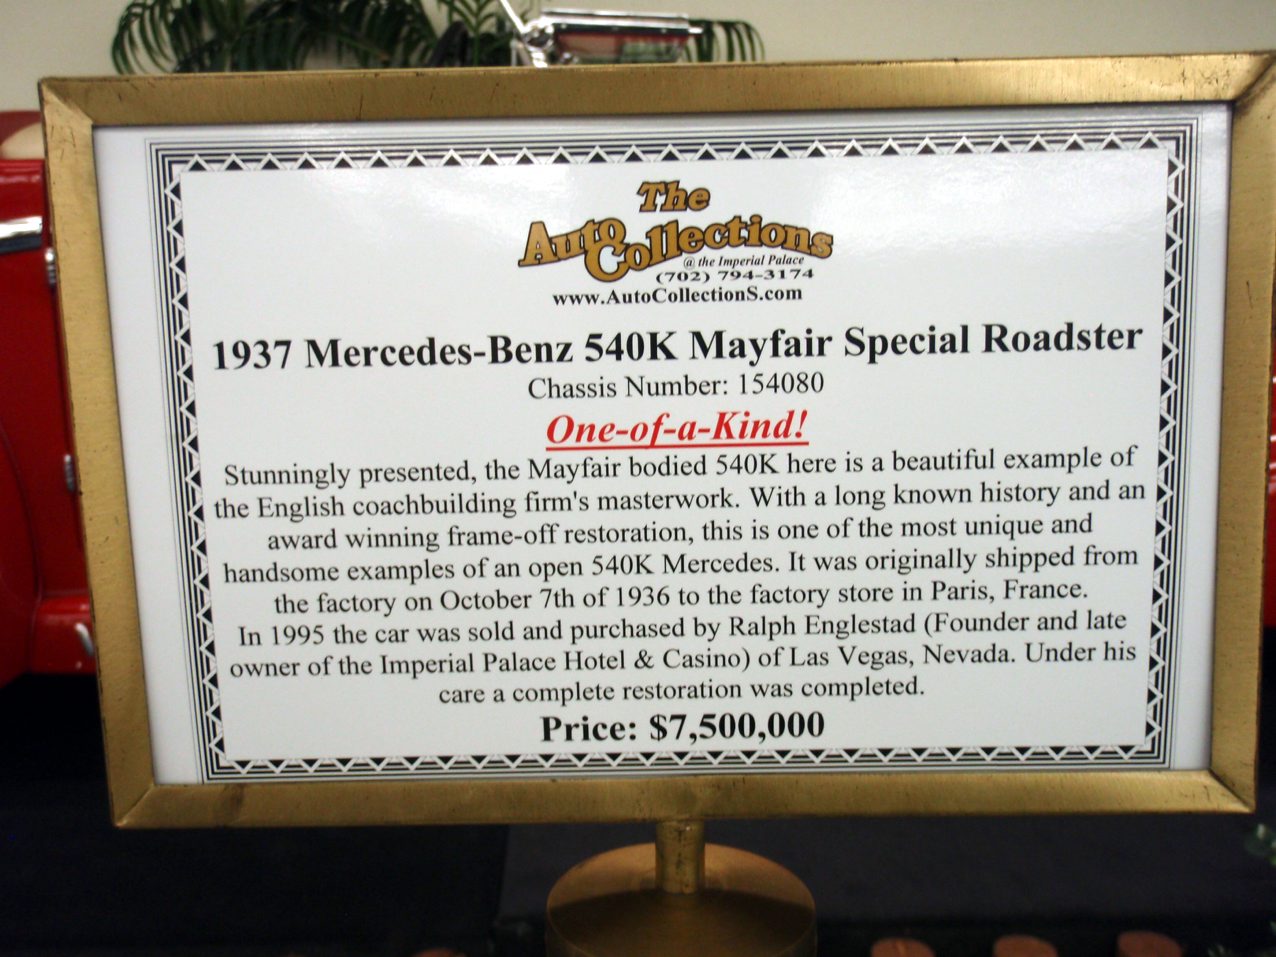 The
Auto Collections
@ the Imperial Palace
(702) 794-3174
www.AutoCollectionS.com
1937 Mercedes-Benz 540K Mayfair Special Roadster
Chassis Number: 154080
One-of-a-Kind!
Stunningly presented, the Mayfair bodied 540K here is a beautiful example of
the English coachbuilding firm's masterwork. With a long known history and an
award winning frame-off restoration, this is one of the most unique and
handsome examples of an open 540K Mercedes. It was originally shipped from
the factory on October 7th of 1936 to the factory store in Paris, France.
In 1995 the car was sold and purchased by Ralph Englestad (Founder and late
owner of the Imperial Palace Hotel & Casino) of Las Vegas, Nevada. Under his
care a complete restoration was completed.
Price: $7,500,000